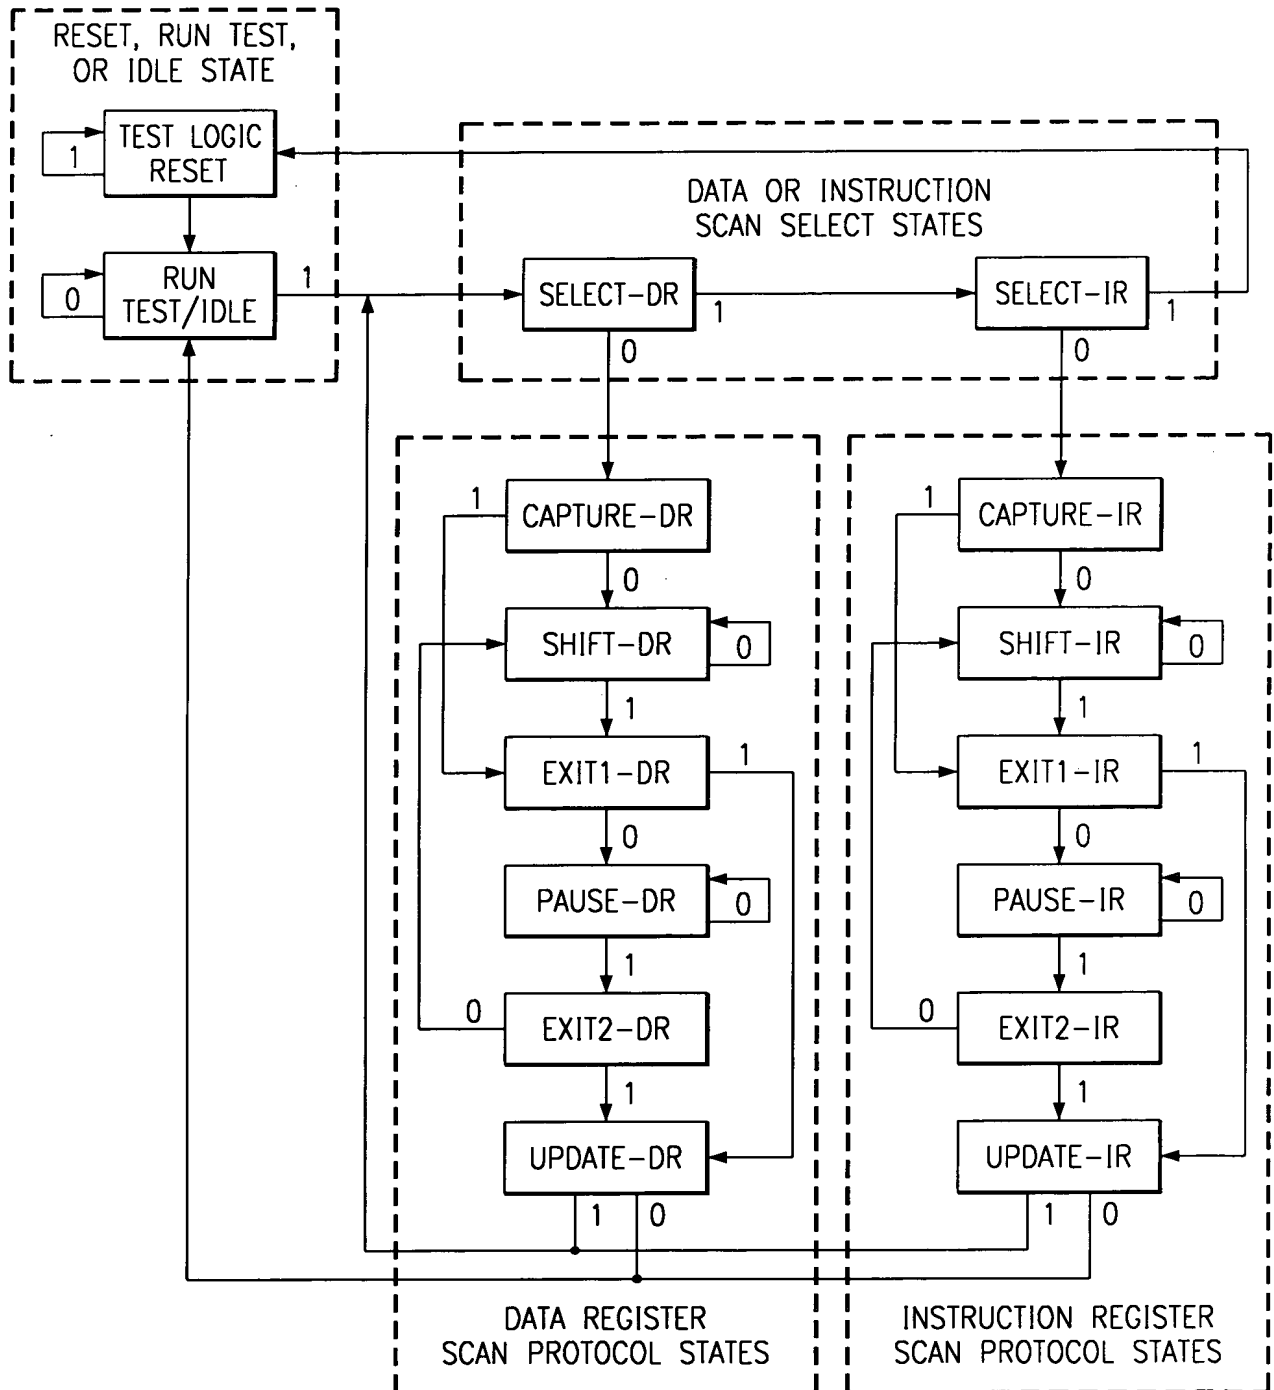 RESET, RUN TEST,
OR IDLE STATE
TEST LOGIC
RESET
1
RUN
TEST/IDLE
0
1
DATA OR INSTRUCTION
SCAN SELECT STATES
SELECT-DR
1
0
SELECT-IR
1
0
CAPTURE-DR
1
0
SHIFT-DR
0
1
EXIT1-DR
1
0
PAUSE-DR
0
1
EXIT2-DR
0
1
UPDATE-DR
1
0
DATA REGISTER
SCAN PROTOCOL STATES
CAPTURE-IR
1
0
SHIFT-IR
0
1
EXIT1-IR
1
0
PAUSE-IR
0
1
EXIT2-IR
0
1
UPDATE-IR
1
0
INSTRUCTION REGISTER
SCAN PROTOCOL STATES